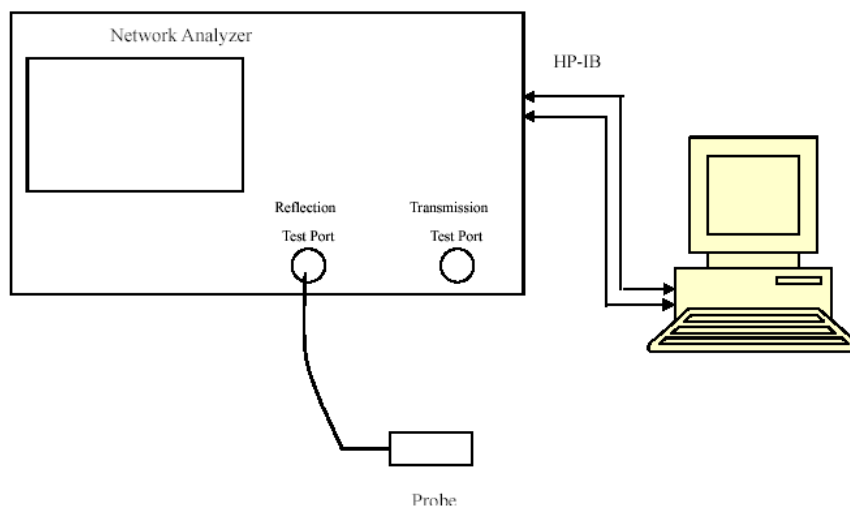 Network Analyzer
HP-IB
Reflection
Test Port
Transmission
Test Port
Probe